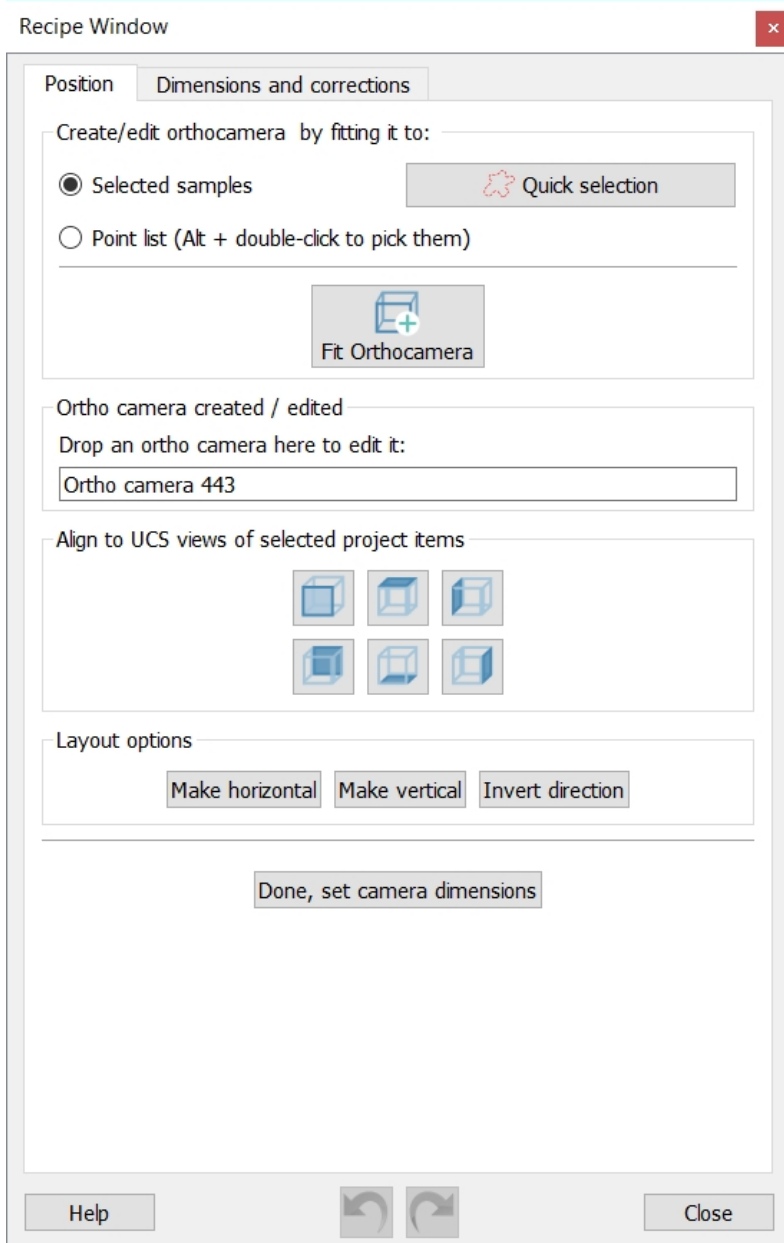 Recipe Window
Position
Dimensions and corrections
Create/edit orthocamera  by fitting it to:
Selected samples
Quick selection
Point list (Alt + double-click to pick them)
Fit Orthocamera
Ortho camera created / edited
Drop an ortho camera here to edit it:
Ortho camera 443
Align to UCS views of selected project items
Layout options
Make horizontal
Make vertical
Invert direction
Done, set camera dimensions
Help
Close